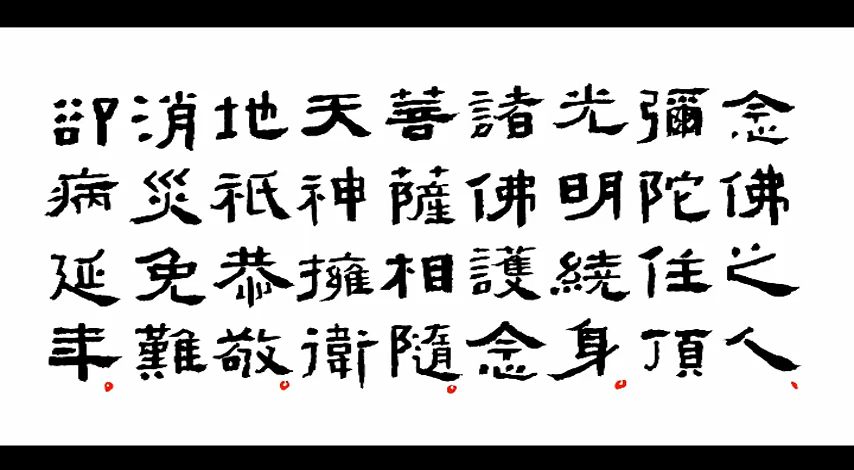 念佛之人
彌陀住頂
光明繞身
諸佛護念
菩薩相隨
天神擁衛
地祇恭敬
消災免難
卻病延年